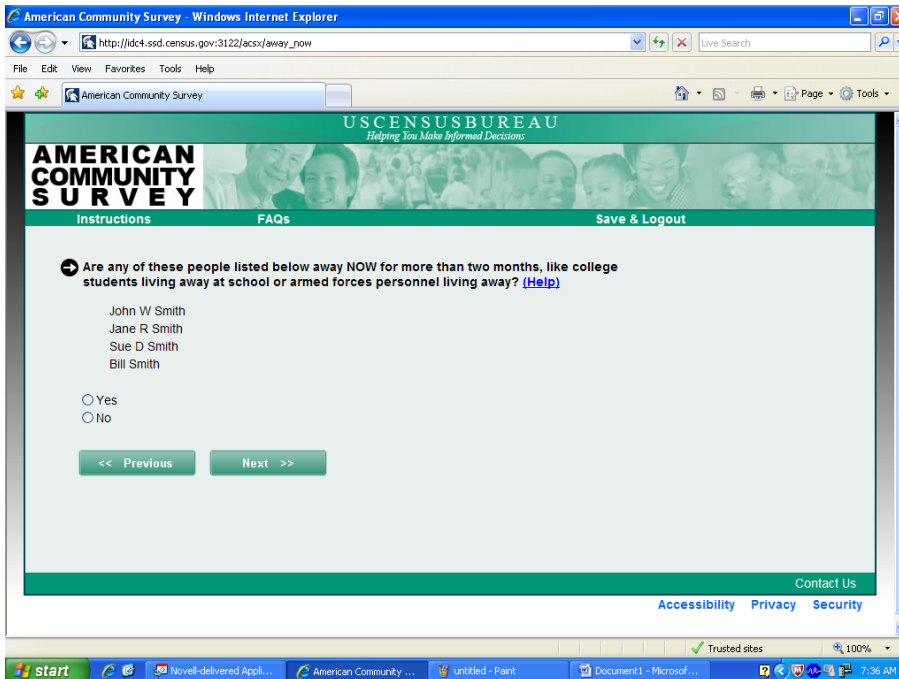 American Community Survey - Windows Internet Explorer
http://idc4.ssd.census.gov:3122/acsx/away_now
Live Search
File Edit View Favorites Tools Help
American Community Survey
Page Tools
USCENSUSBUREAU
Helping You Make Informed Decisions
AMERICAN
COMMUNITY
SURVEY
Instructions FAQs Save & Logout
Are any of these people listed below away NOW for more than two months, like college
students living away at school or armed forces personnel living away? (Help)
John W Smith
Jane R Smith
Sue D Smith
Bill Smith
Yes
No
<< Previous Next >>
Contact Us
Accessibility Privacy Security
Trusted sites 100%
start Novell-delivered Appli... American Community ... untitled - Paint Document1 - Microsof... 7:36 AM